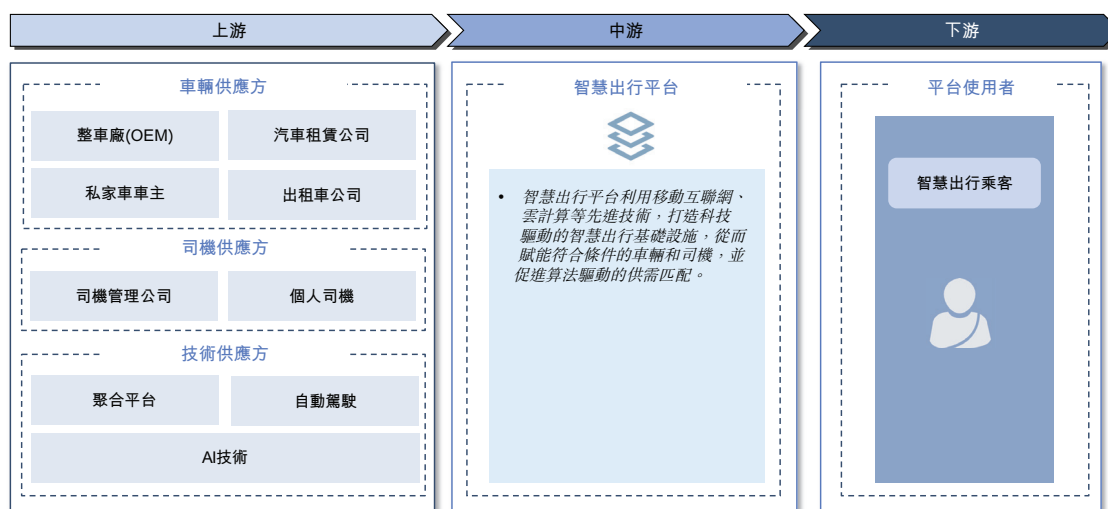 上游
中游
下游
車輛供應方
整車廠(OEM)
汽車租賃公司
私家車車主
出租車公司
司機供應方
司機管理公司
個人司機
技術供應方
聚合平台
自動駕駛
AI技術
智慧出行平台
• 智慧出行平台利用移動互聯網、
雲計算等先進技術，打造科技
驅動的智慧出行基礎設施，從而
賦能符合條件的車輛和司機，並
促進算法驅動的供需匹配。
平台使用者
智慧出行乘客